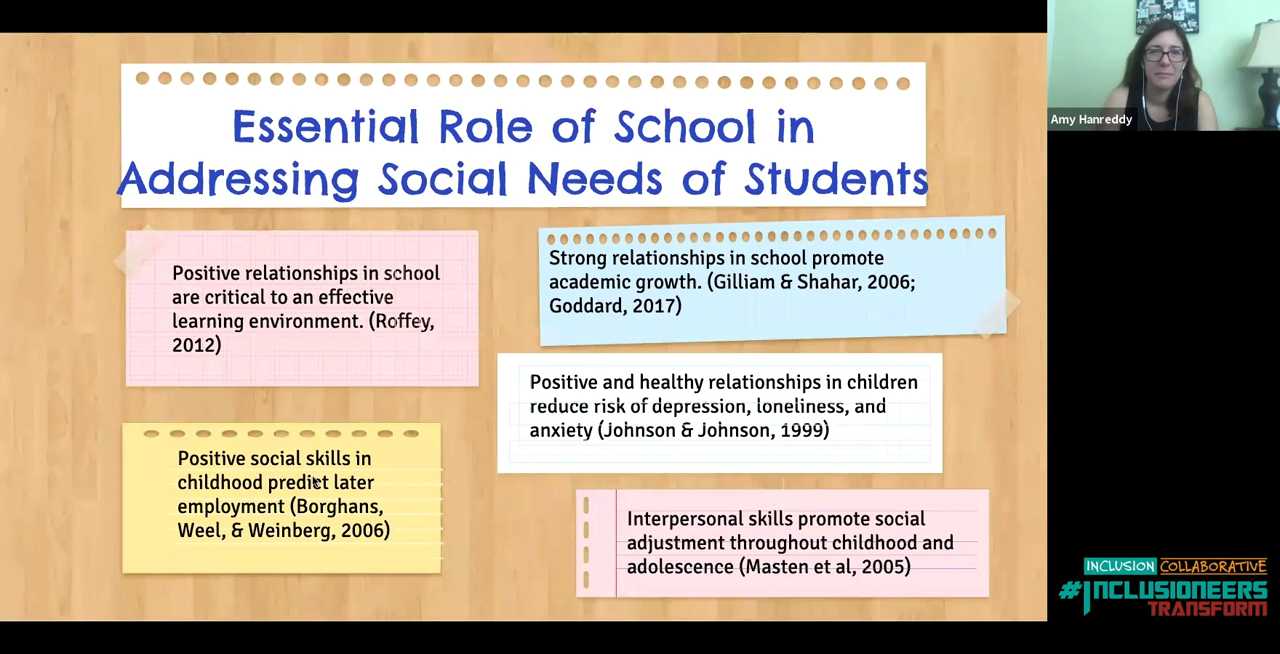 Essential Role of School in
Addressing Social Needs of Students
Positive relationships in school
are critical to an effective
learning environment. (Roffey,
2012)
Strong relationships in school promote
academic growth. (Gilliam & Shahar, 2006;
Goddard, 2017)
Positive and healthy relationships in children
reduce risk of depression, loneliness, and
anxiety (Johnson & Johnson, 1999)
Positive social skills in
childhood predict later
employment (Borghans,
Weel, & Weinberg, 2006)
Interpersonal skills promote social
adjustment throughout childhood and
adolescence (Masten et al, 2005)
Amy Hanreddy
INCLUSION COLLABORATIVE
#INCLUSIONEERS
TRANSFORM